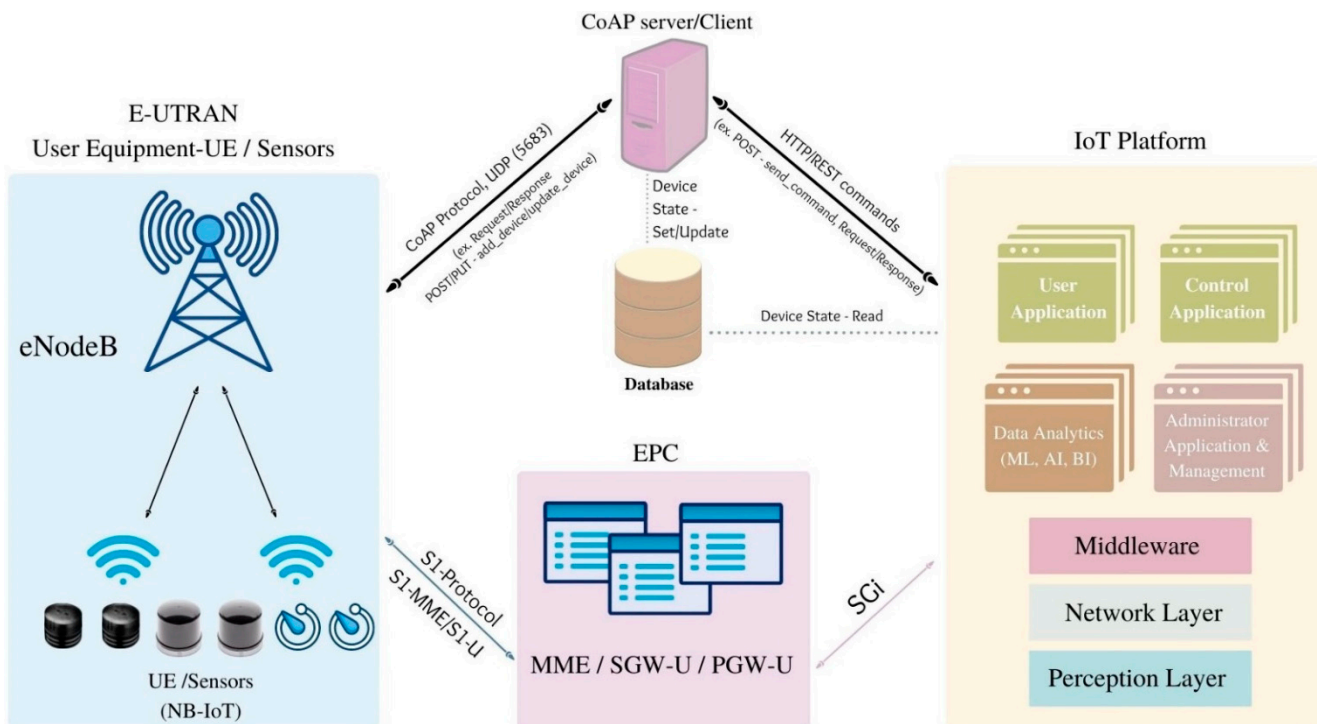 CoAP server/Client
E-UTRAN
User Equipment-UE / Sensors
eNodeB
UE /Sensors
(NB-IoT)
CoAP Protocol, UDP (5683)
(ex. Request/Response
POST/PUT - add_device/update_device)
Device
State -
Set/Update
HTTP/REST commands
(ex. POST - send_command, Request/Response)
Database
Device State - Read
EPC
MME / SGW-U / PGW-U
S1-Protocol
S1-MME/S1-U
SGi
IoT Platform
User
Application
Control
Application
Data Analytics
(ML, AI, BI)
Administrator
Application &
Management
Middleware
Network Layer
Perception Layer